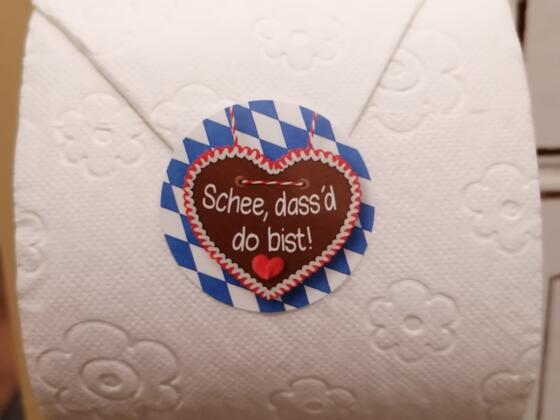 Schee, dass'd
do bist!